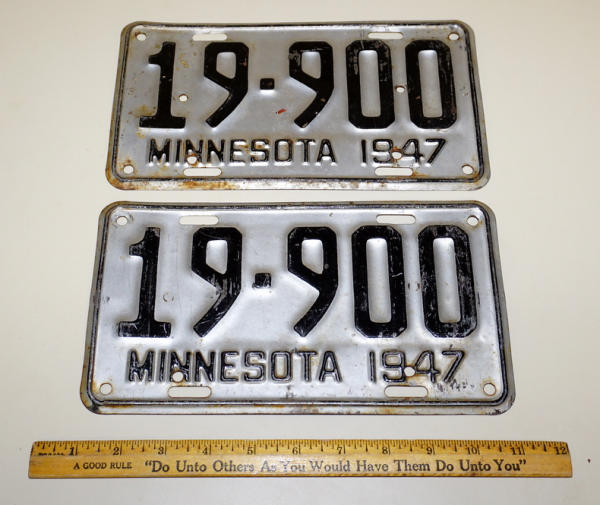 19·900
MINNESOTA 1947
19·900
MINNESOTA 1947
1 2 3 4 5 6 7 8 9 10 11 12
A GOOD RULE "Do Unto Others As You Would Have Them Do Unto You"